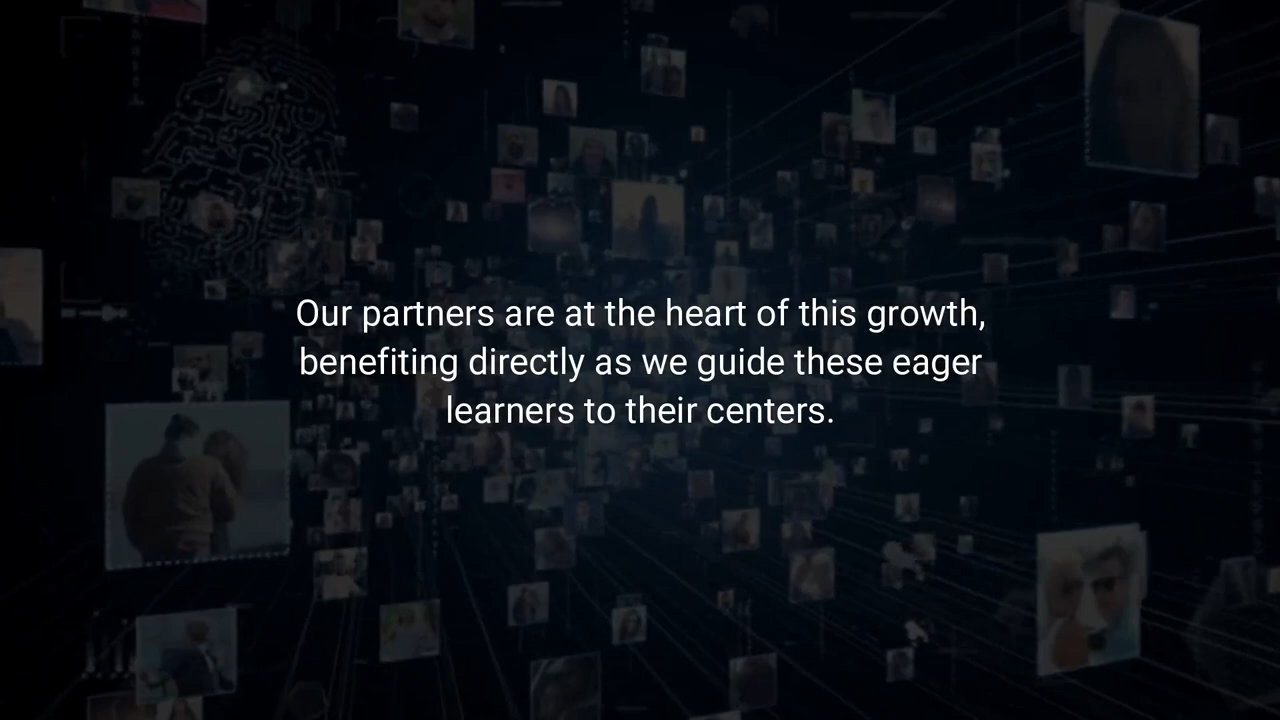 Our partners are at the heart of this growth,
benefiting directly as we guide these eager
learners to their centers.